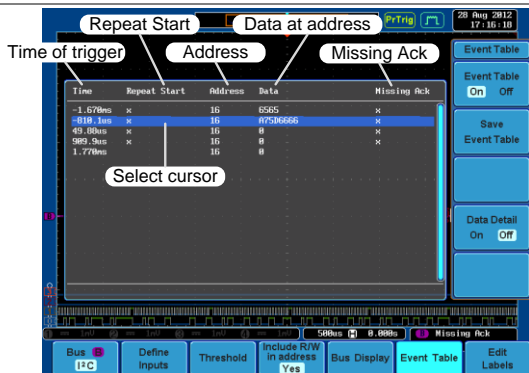 Repeat Start
Data at address
PrTrig
28 Aug 2012
17:16:18
Time of trigger
Address
Missing Ack
Event Table
Time Repeat Start Address Data Missing Ack
-1.670ms x 16 6565 x
-810.1us x 16 A75D6666 x
49.88us x 16 0 x
909.9us x 16 0 x
1.770ms 16 0
Select cursor
Event Table
On Off
Save
Event Table
Data Detail
On Off
B
500us H 0.000s
B Missing Ack
Bus B
I²C
Define
Inputs
Threshold
Include R/W
in address
Yes
Bus Display
Event Table
Edit
Labels